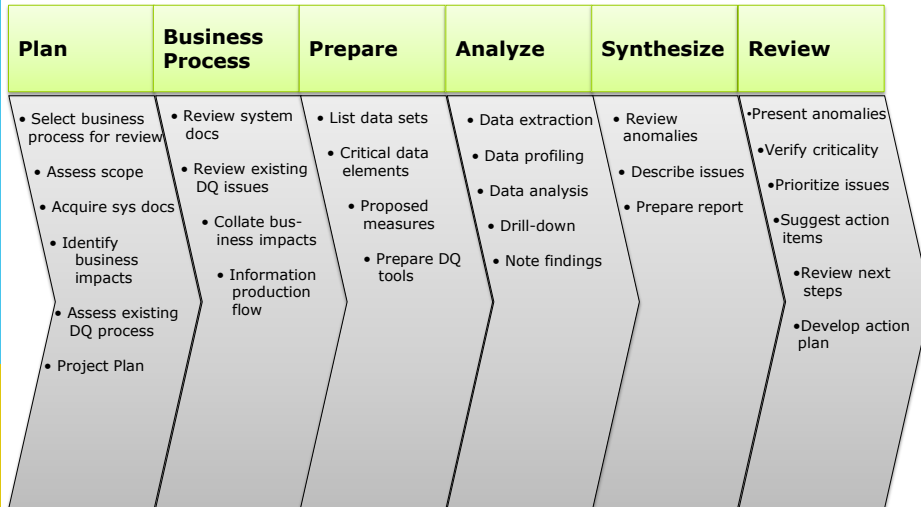 Plan
Business
Process
Prepare
Analyze
Synthesize
Review
• Select business
process for review
• Assess scope
• Acquire sys docs
• Identify
business
impacts
• Assess existing
DQ process
• Project Plan
• Review system
docs
• Review existing
DQ issues
• Collate bus-
iness impacts
• Information
production
flow
• List data sets
• Critical data
elements
• Proposed
measures
• Prepare DQ
tools
• Data extraction
• Data profiling
• Data analysis
• Drill-down
• Note findings
• Review
anomalies
• Describe issues
• Prepare report
•Present anomalies
•Verify criticality
•Prioritize issues
•Suggest action
items
•Review next
steps
•Develop action
plan